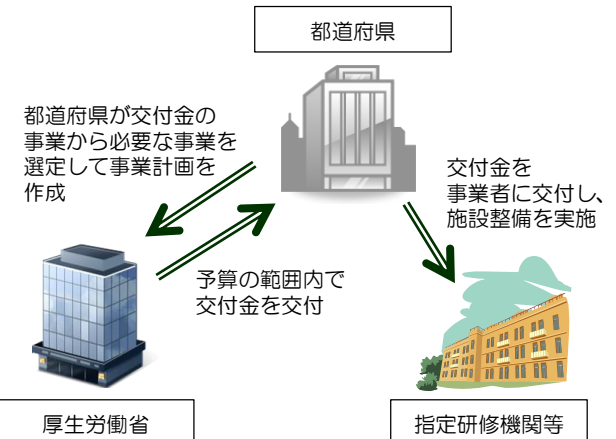 都道府県
都道府県が交付金の
事業から必要な事業を
選定して事業計画を
作成
交付金を
事業者に交付し、
施設整備を実施
予算の範囲内で
交付金を交付
厚生労働省
指定研修機関等